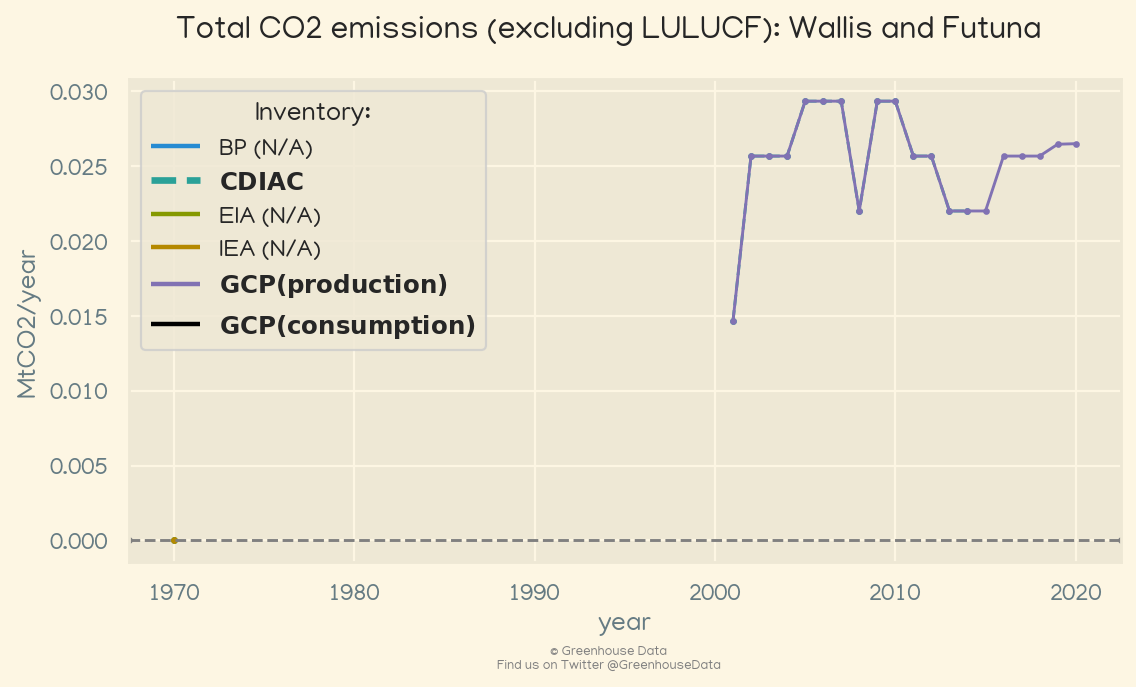 Total CO2 emissions (excluding LULUCF): Wallis and Futuna
0.030
0.025
0.020
0.015
0.010
0.005
0.000
MtCO2/year
Inventory:
BP (N/A)
CDIAC
EIA (N/A)
IEA (N/A)
GCP(production)
GCP(consumption)
1970 1980 1990 2000 2010 2020
year
© Greenhouse Data
Find us on Twitter @GreenhouseData